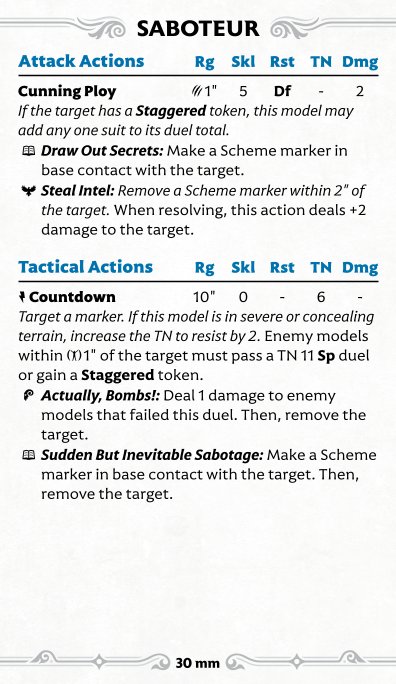 SABOTEUR
Attack Actions Rg Skl Rst TN Dmg
Cunning Ploy 1" 5 Df - 2
If the target has a Staggered token, this model may
add any one suit to its duel total.
Draw Out Secrets: Make a Scheme marker in
base contact with the target.
Steal Intel: Remove a Scheme marker within 2" of
the target. When resolving, this action deals +2
damage to the target.
Tactical Actions Rg Skl Rst TN Dmg
Countdown 10" 0 - 6 -
Target a marker. If this model is in severe or concealing
terrain, increase the TN to resist by 2. Enemy models
within 1" of the target must pass a TN 11 Sp duel
or gain a Staggered token.
Actually, Bombs!: Deal 1 damage to enemy
models that failed this duel. Then, remove the
target.
Sudden But Inevitable Sabotage: Make a Scheme
marker in base contact with the target. Then,
remove the target.
30 mm